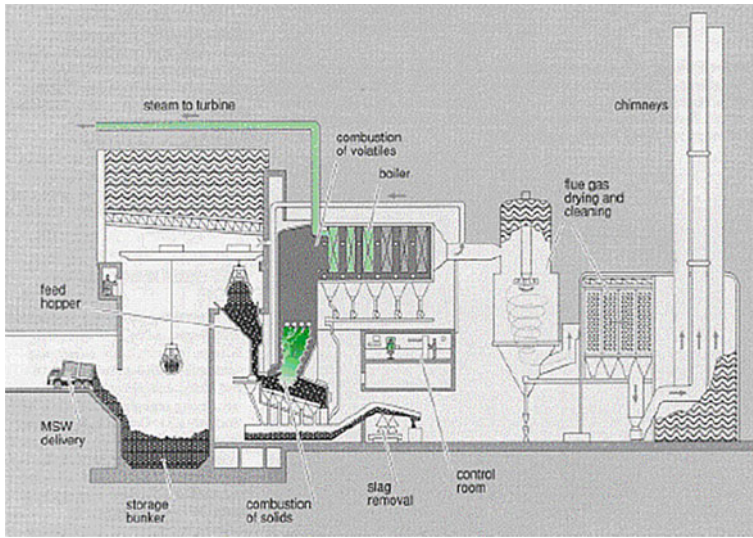 steam to turbine
chimneys
combustion
of volatiles
boiler
flue gas
drying and
cleaning
feed
hopper
MSW
delivery
storage
bunker
combustion
of solids
slag
removal
control
room